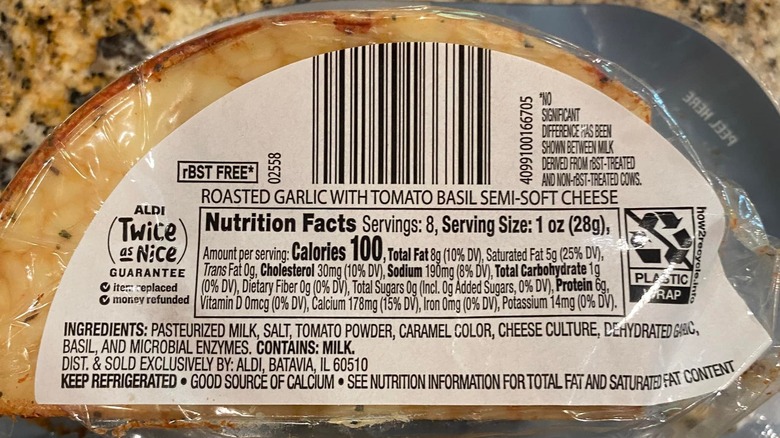 *NO
SIGNIFICANT
DIFFERENCE HAS BEEN
SHOWN BETWEEN MILK
DERIVED FROM rBST-TREATED
AND NON-rBST-TREATED COWS.
4099100166705
02558
rBST FREE*
PEEL HERE
ROASTED GARLIC WITH TOMATO BASIL SEMI-SOFT CHEESE
ALDI
Twice
as Nice
GUARANTEE
item replaced
money refunded
Nutrition Facts Servings: 8, Serving Size: 1 oz (28g),
Amount per serving: Calories 100, Total Fat 8g (10% DV), Saturated Fat 5g (25% DV),
Trans Fat 0g, Cholesterol 30mg (10% DV), Sodium 190mg (8% DV), Total Carbohydrate 1g
(0% DV), Dietary Fiber 0g (0% DV), Total Sugars 0g (Incl. 0g Added Sugars, 0% DV), Protein 6g,
Vitamin D 0mcg (0% DV), Calcium 178mg (15% DV), Iron 0mg (0% DV), Potassium 14mg (0% DV).
PLASTIC
WRAP
how2recycle.info
INGREDIENTS: PASTEURIZED MILK, SALT, TOMATO POWDER, CARAMEL COLOR, CHEESE CULTURE, DEHYDRATED GARLIC,
BASIL, AND MICROBIAL ENZYMES. CONTAINS: MILK.
DIST. & SOLD EXCLUSIVELY BY: ALDI, BATAVIA, IL 60510
KEEP REFRIGERATED • GOOD SOURCE OF CALCIUM • SEE NUTRITION INFORMATION FOR TOTAL FAT AND SATURATED FAT CONTENT